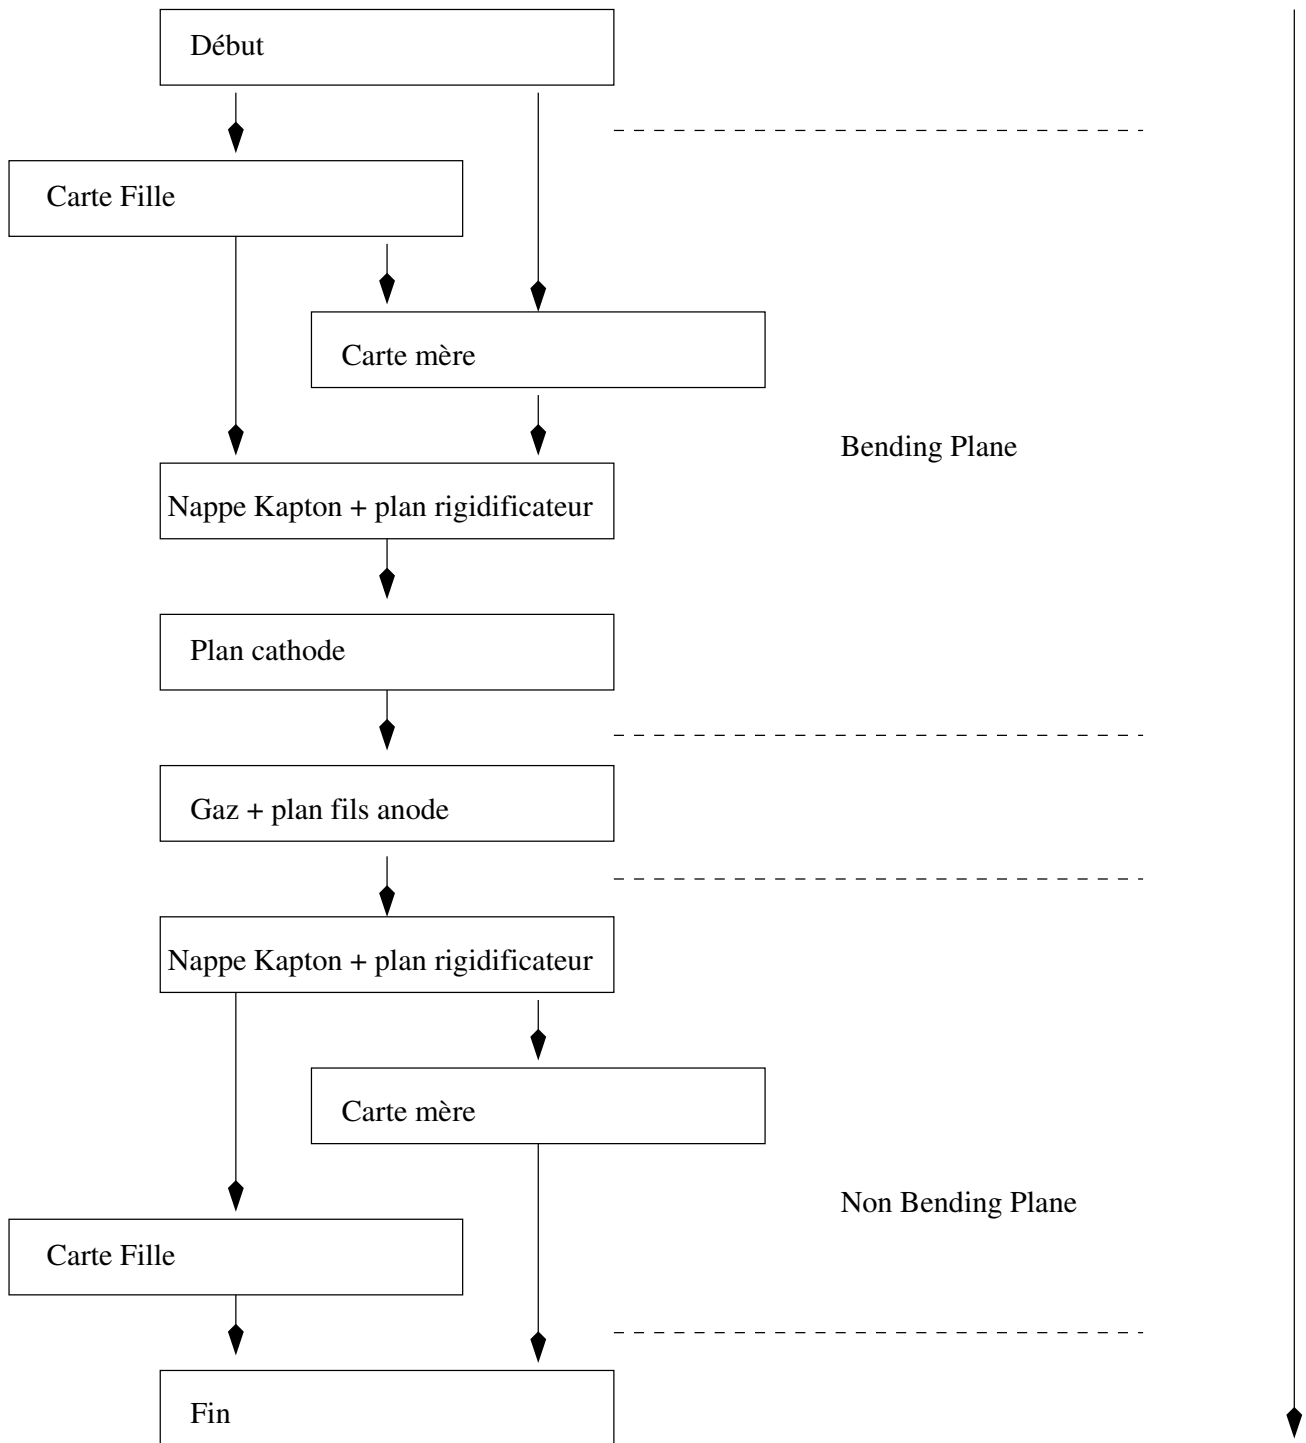 Début
Carte Fille
Carte mère
Bending Plane
Nappe Kapton + plan rigidificateur
Plan cathode
Gaz + plan fils anode
Nappe Kapton + plan rigidificateur
Carte mère
Non Bending Plane
Carte Fille
Fin